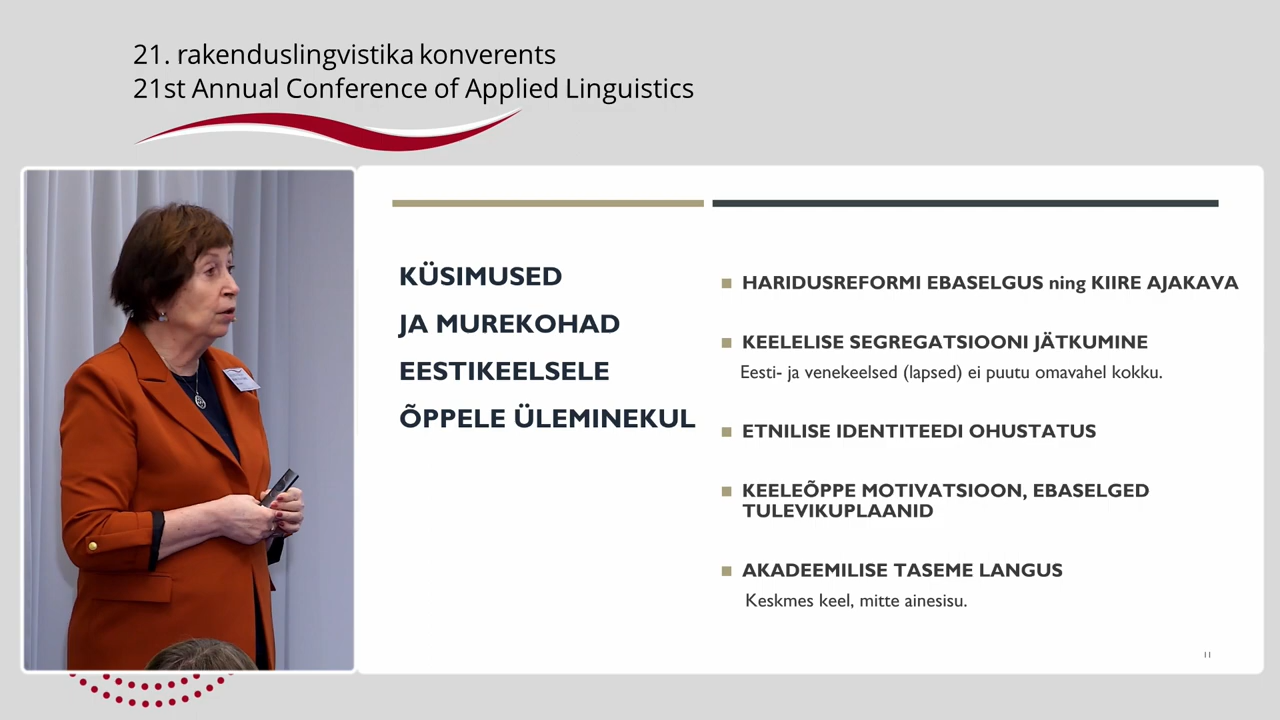 21. rakenduslingvistika konverents
21st Annual Conference of Applied Linguistics
KÜSIMUSED
JA MUREKOHAD
EESTIKEELSELE
ÕPPELE ÜLEMINEKUL
HARIDUSREFORMI EBASELGUS ning KIIRE AJAKAVA
KEELELISE SEGREGATSIOONI JÄTKUMINE
Eesti- ja venekeelsed (lapsed) ei puutu omavahel kokku.
ETNILISE IDENTITEEDI OHUSTATUS
KEELEÕPPE MOTIVATSIOON, EBASELGED
TULEVIKUPLAANID
AKADEEMILISE TASEME LANGUS
Keskmes keel, mitte ainesisu.
11